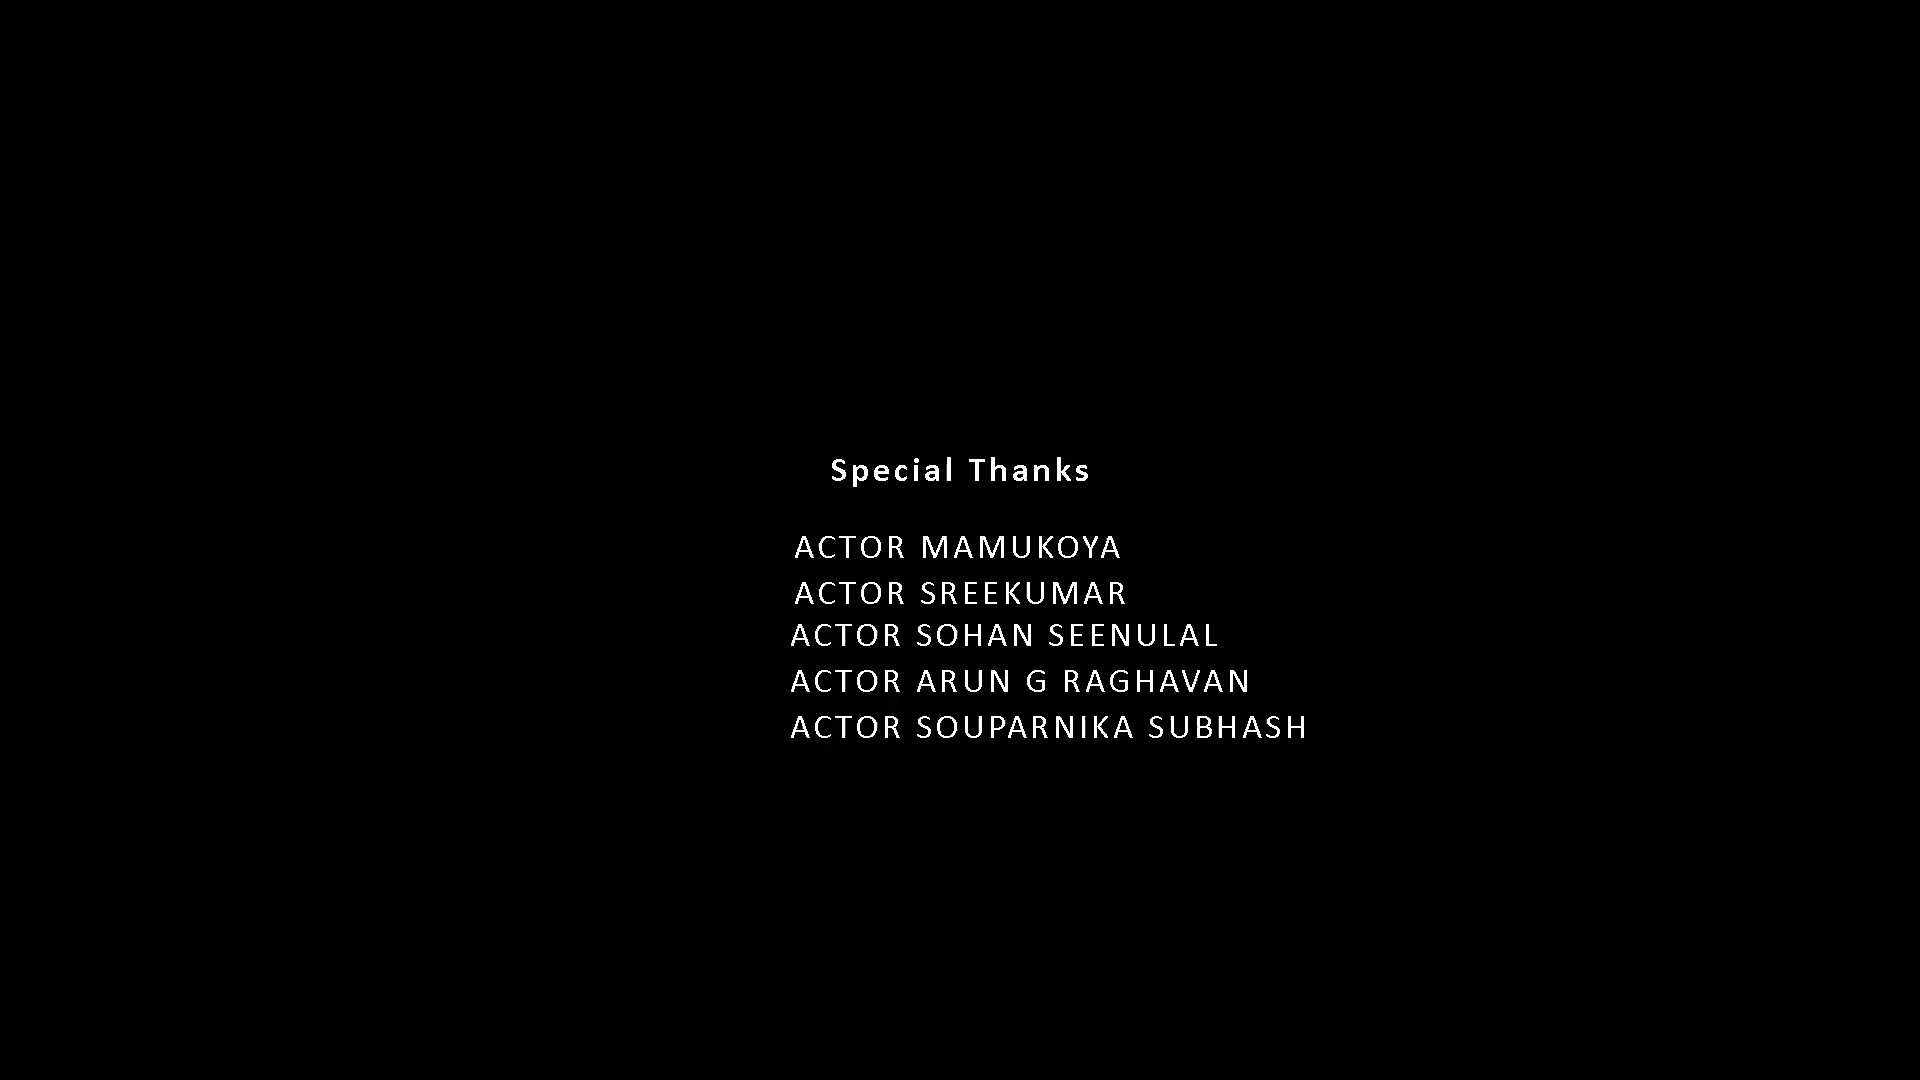 Special Thanks
ACTOR MAMUKOYA
ACTOR SREEKUMAR
ACTOR SOHAN SEENULAL
ACTOR ARUN G RAGHAVAN
ACTOR SOUPARNIKA SUBHASH